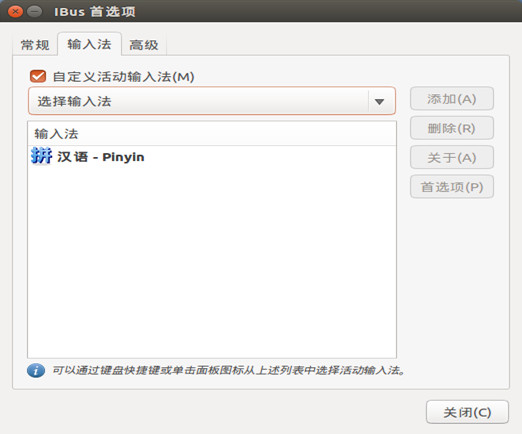 IBus 首选项
常规 输入法 高级
自定义活动输入法(M)
选择输入法
添加(A)
输入法
删除(R)
拼 汉语 - Pinyin
关于(A)
首选项(P)
可以通过键盘快捷键或单击面板图标从上述列表中选择活动输入法。
关闭(C)